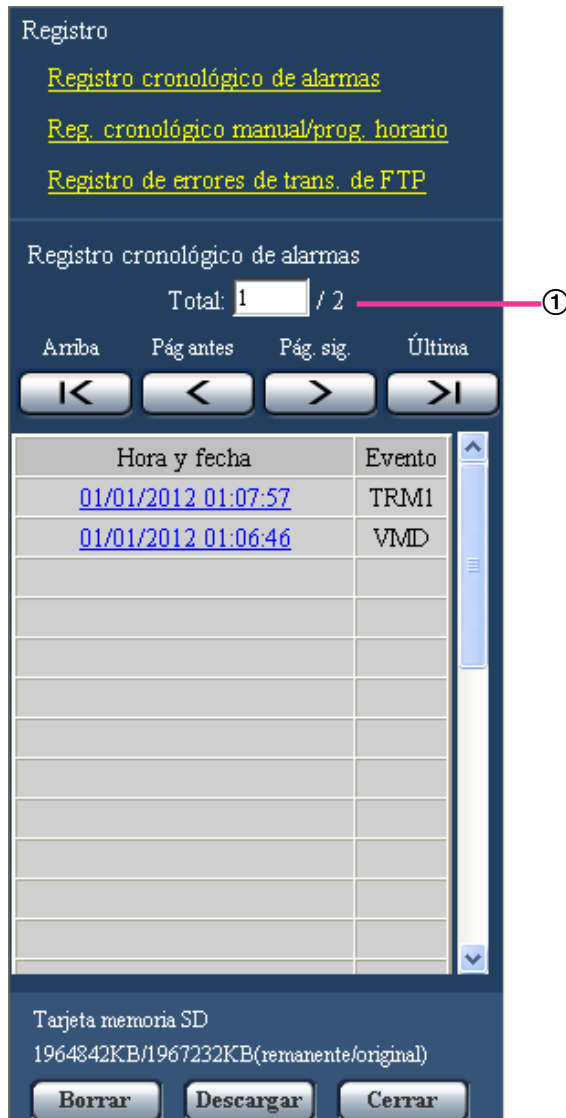 Registro
Registro cronológico de alarmas
Reg. cronológico manual/prog. horario
Registro de errores de trans. de FTP
Registro cronológico de alarmas
Total: 1 / 2
①
Arriba Pág antes Pág. sig. Última
Hora y fecha Evento
01/01/2012 01:07:57 TRM1
01/01/2012 01:06:46 VMD
Tarjeta memoria SD
1964842KB/1967232KB(remanente/original)
Borrar Descargar Cerrar